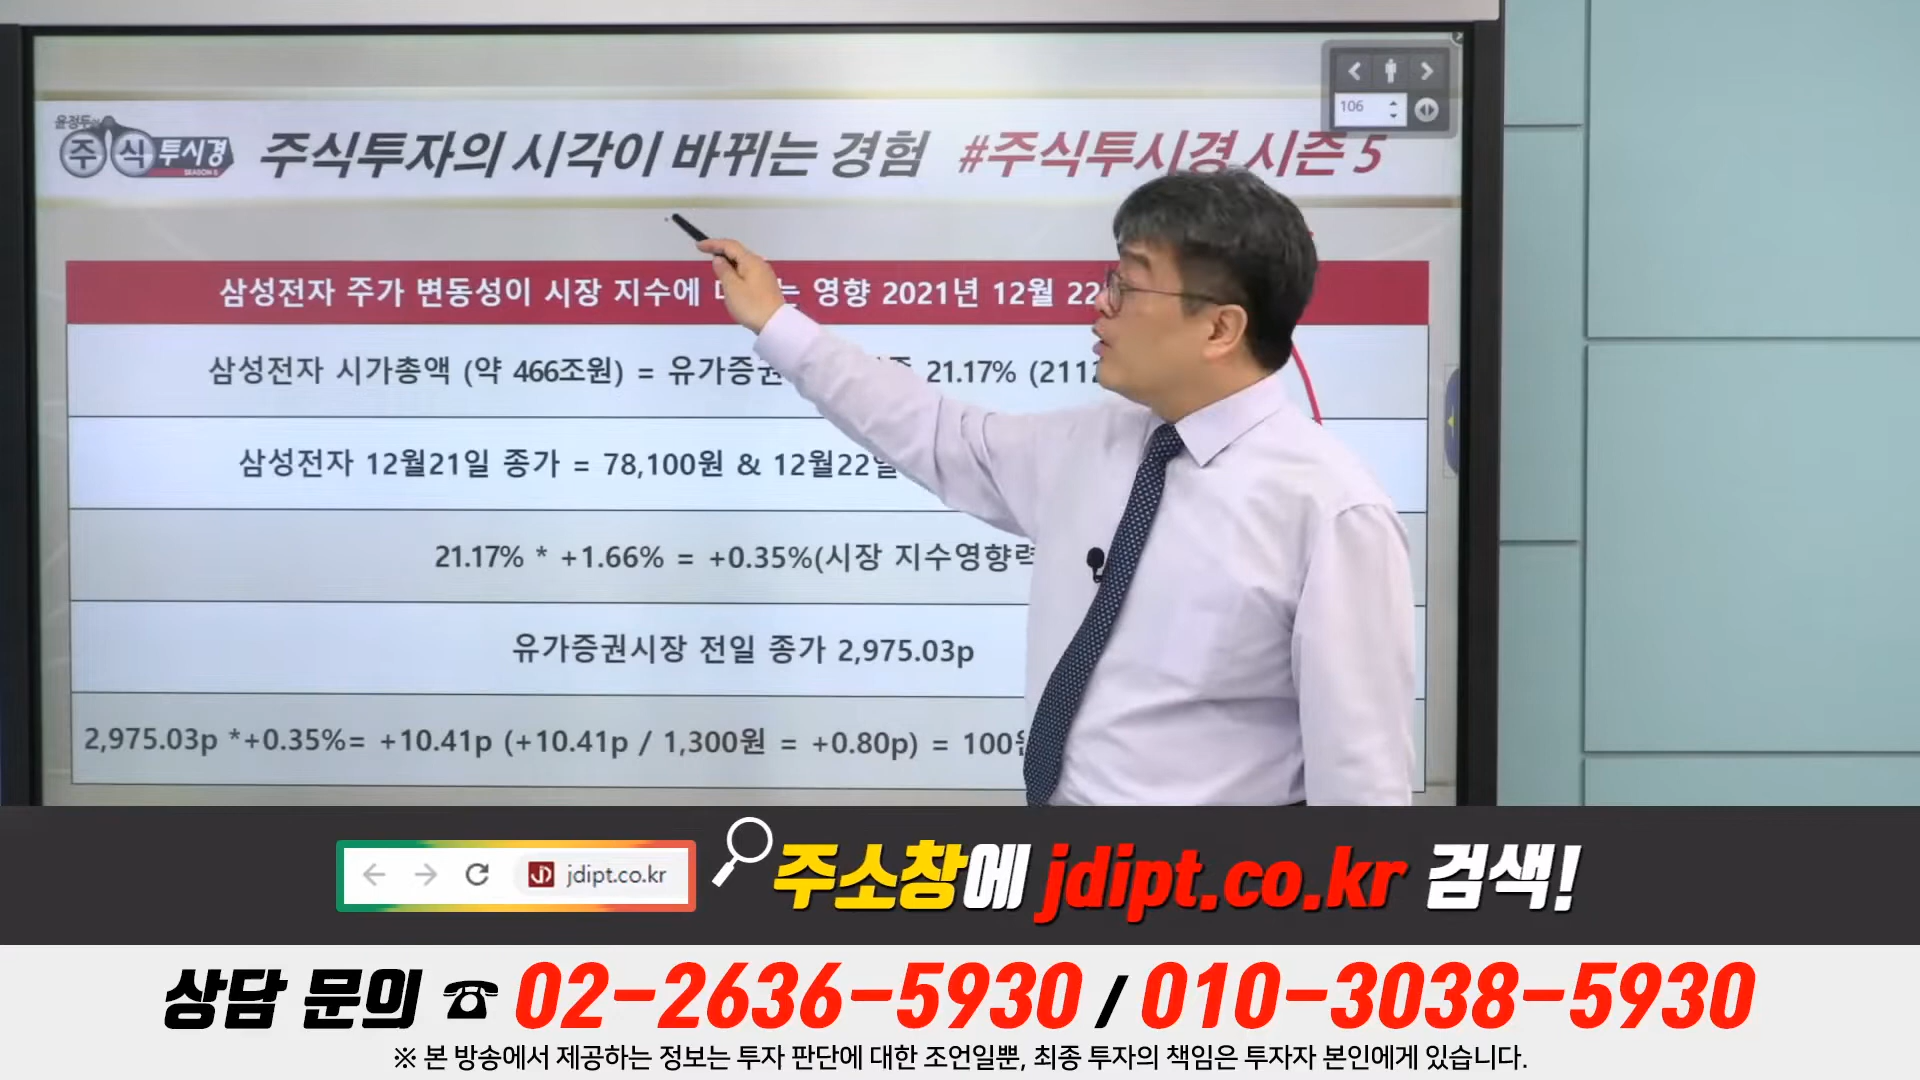 윤정두의
주식투시경
SEASON 5
주식투자의 시각이 바뀌는 경험 #주식투시경 시즌 5
106
삼성전자 주가 변동성이 시장 지수에 는 영향 2021년 12월 22
삼성전자 시가총액 (약 466조원) = 유가증권 21.17% (211
삼성전자 12월21일 종가 = 78,100원 & 12월22일
21.17% * +1.66% = +0.35%(시장 지수영향력
유가증권시장 전일 종가 2,975.03p
2,975.03p *+0.35%= +10.41p (+10.41p / 1,300원 = +0.80p) = 100원
jdipt.co.kr
주소창에 jdipt.co.kr 검색!
상담 문의 ☎ 02-2636-5930 / 010-3038-5930
※ 본 방송에서 제공하는 정보는 투자 판단에 대한 조언일뿐, 최종 투자의 책임은 투자자 본인에게 있습니다.